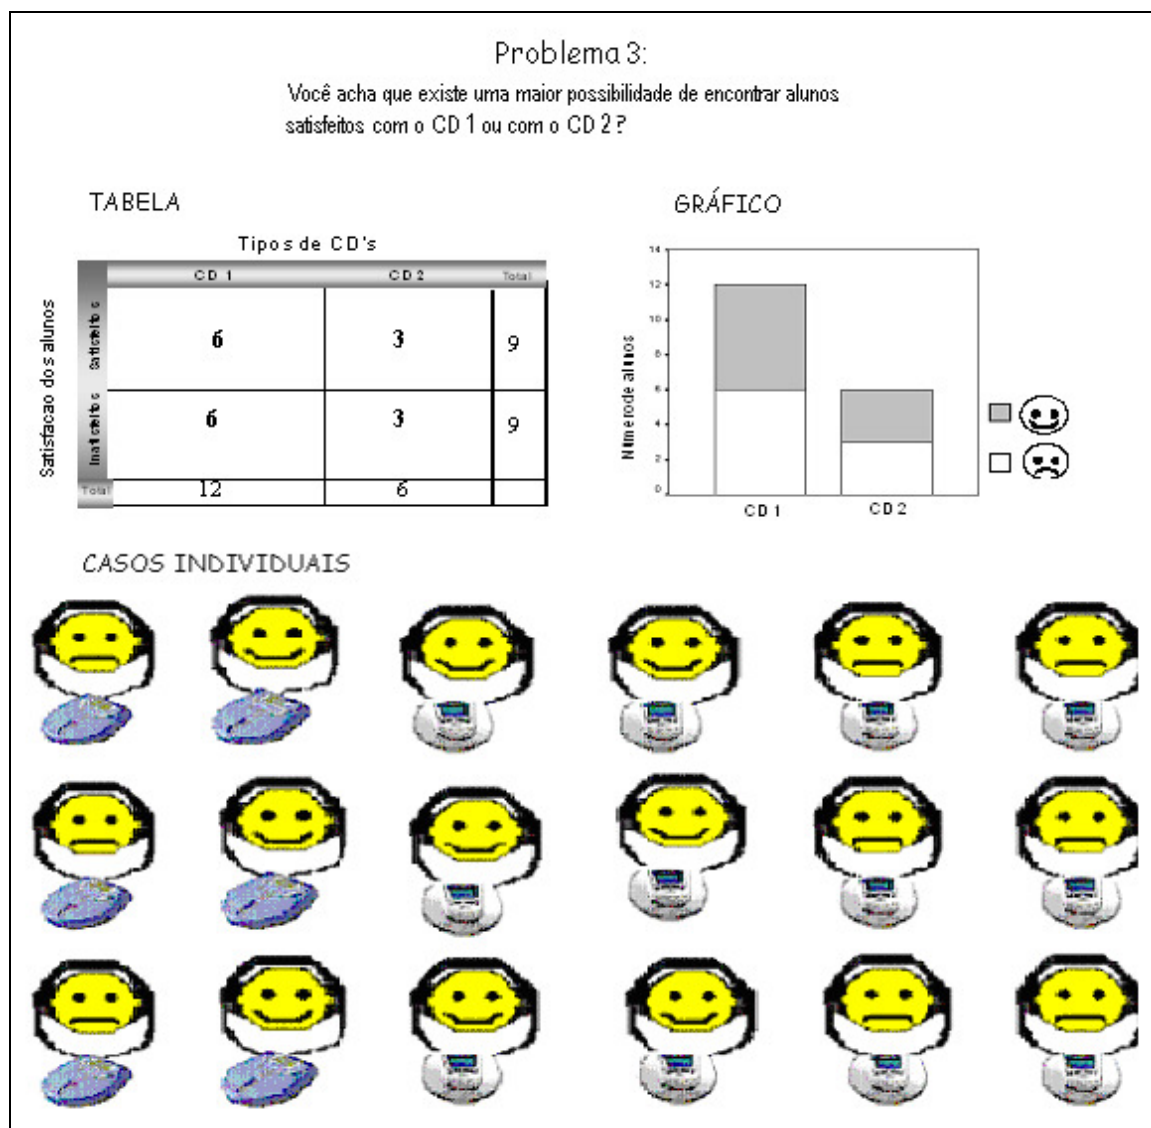 Problema 3:
Você acha que existe uma maior possibilidade de encontrar alunos
satisfeitos com o CD 1 ou com o CD 2 ?
TABELA
Tipos de CD's
CD 1 CD 2 Total
Satisfacao dos alunos
Satisfeitos 6 3 9
Insatisfeitos 6 3 9
Total 12 6
GRÁFICO
Número de alunos
14
12
10
8
6
4
2
0
CD 1 CD 2
CASOS INDIVIDUAIS